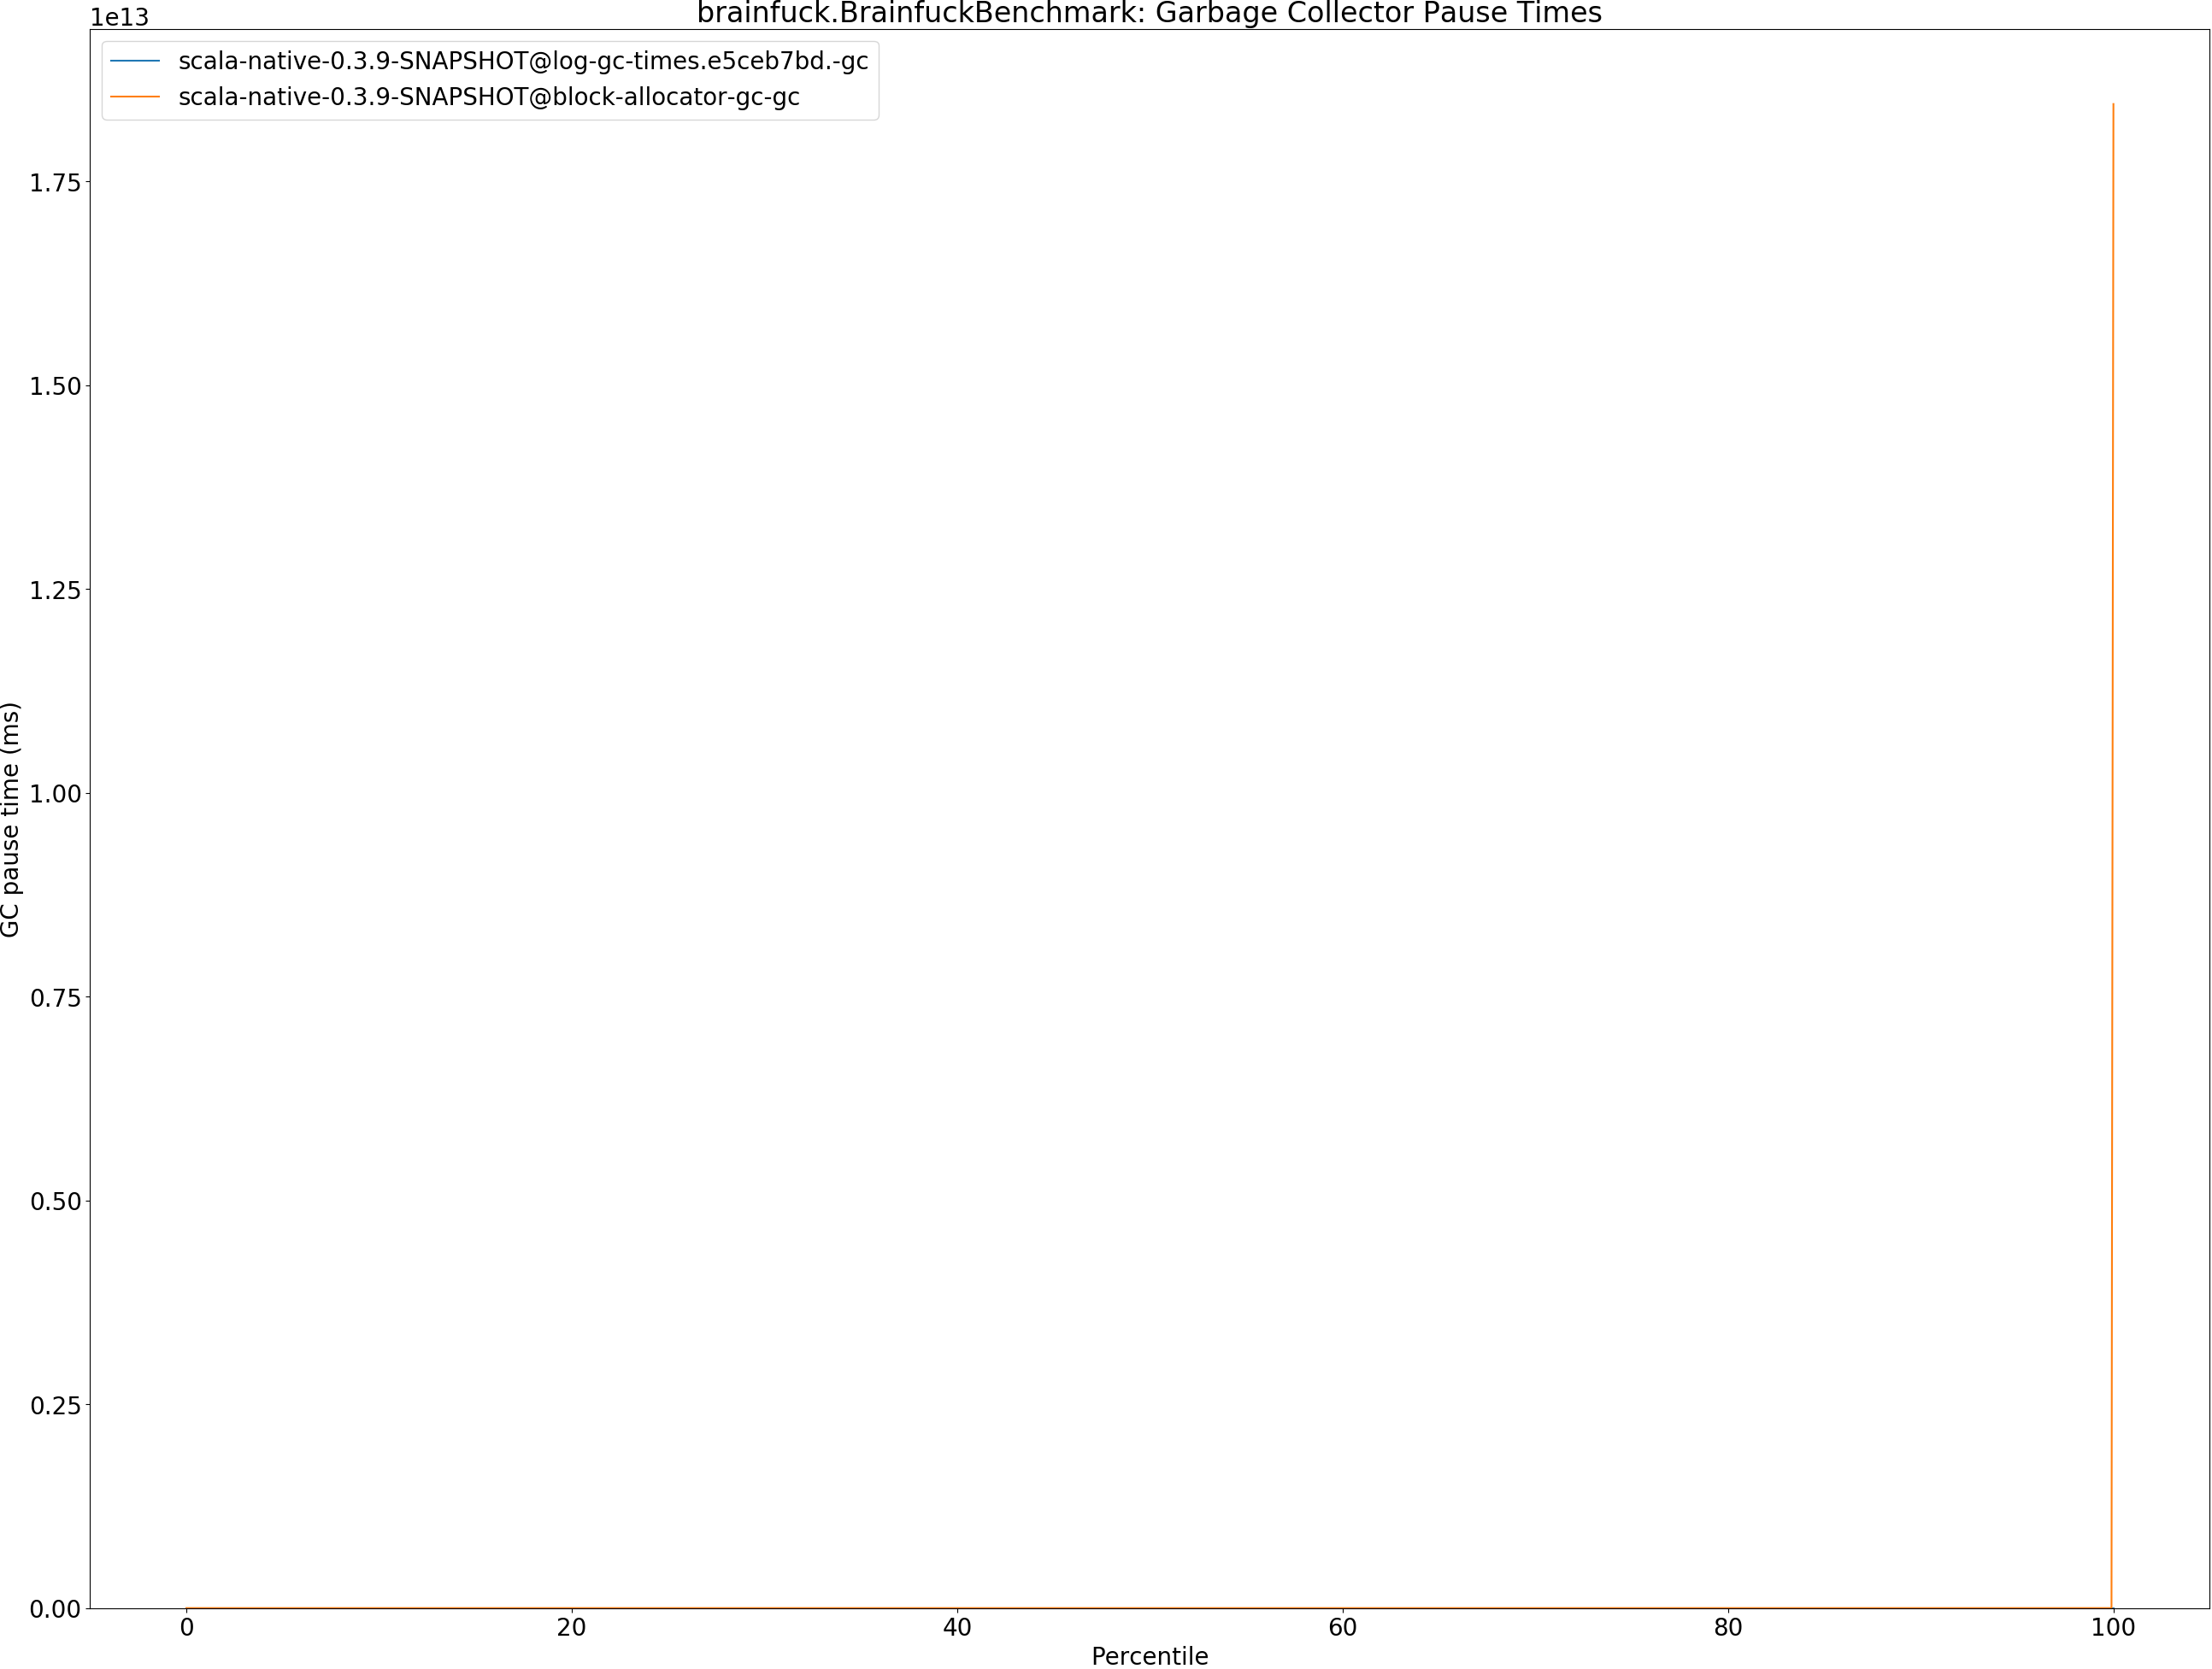 brainfuck.BrainfuckBenchmark: Garbage Collector Pause Times
1e13
scala-native-0.3.9-SNAPSHOT@log-gc-times.e5ceb7bd.-gc
scala-native-0.3.9-SNAPSHOT@block-allocator-gc-gc
1.75
1.50
1.25
1.00
0.75
0.50
0.25
0.00
GC pause time (ms)
0 20 40 60 80 100
Percentile